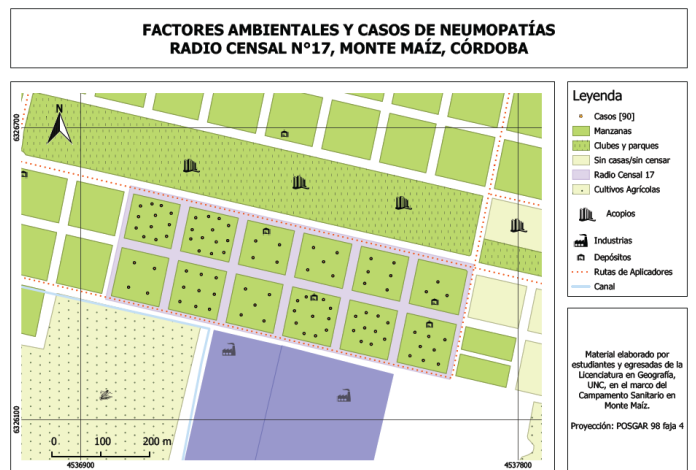 FACTORES AMBIENTALES Y CASOS DE NEUMOPATÍAS
RADIO CENSAL N°17, MONTE MAÍZ, CÓRDOBA
N
6326700
6326100
0 100 200 m
4536900
4537800
Leyenda
Casos [90]
Manzanas
Clubes y parques
Sin casas/sin censar
Radio Censal 17
Cultivos Agrícolas
Acopios
Industrias
Depósitos
Rutas de Aplicadores
Canal
Material elaborado por
estudiantes y egresadas de la
Licenciatura en Geografía,
UNC, en el marco del
Campamento Sanitario en
Monte Maíz.
Proyección: POSGAR 98 faja 4